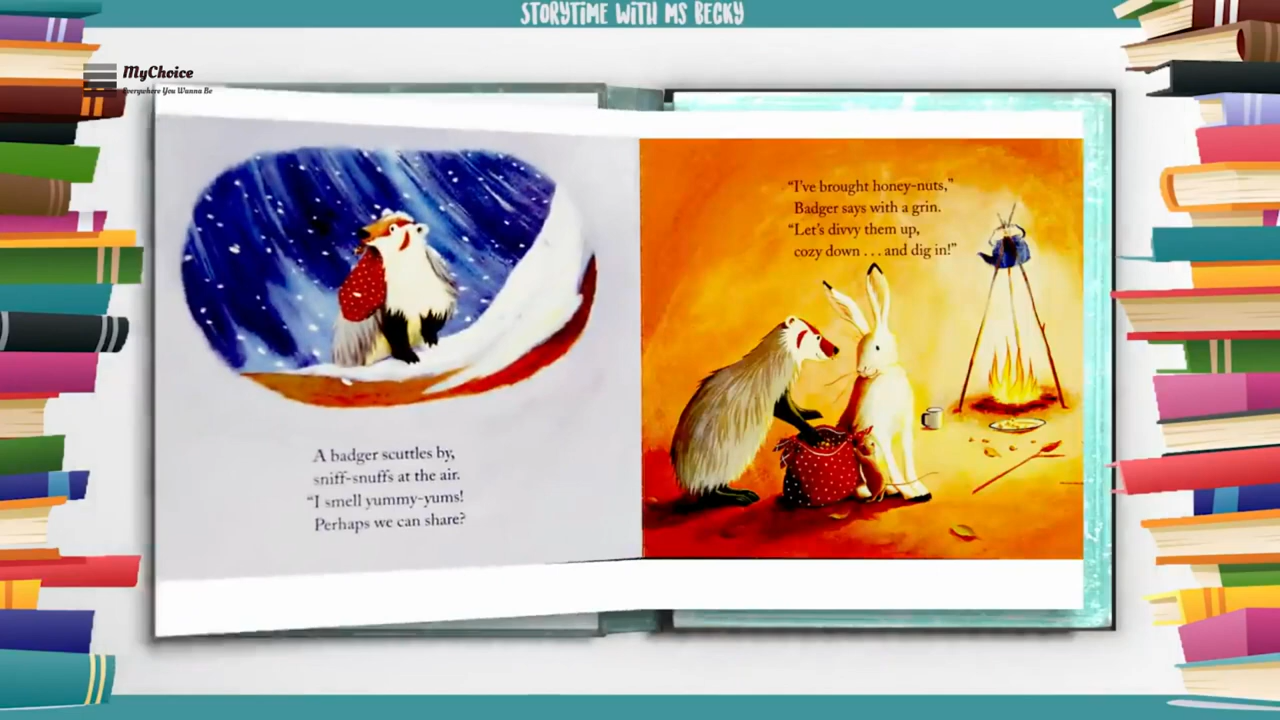 STORYTIME WITH MS BECKY
MyChoice
Everywhere You Wanna Be
A badger scuttles by,
sniff-snuffs at the air.
“I smell yummy-yums!
Perhaps we can share?
“I’ve brought honey-nuts,”
Badger says with a grin.
“Let’s divvy them up,
cozy down . . . and dig in!”